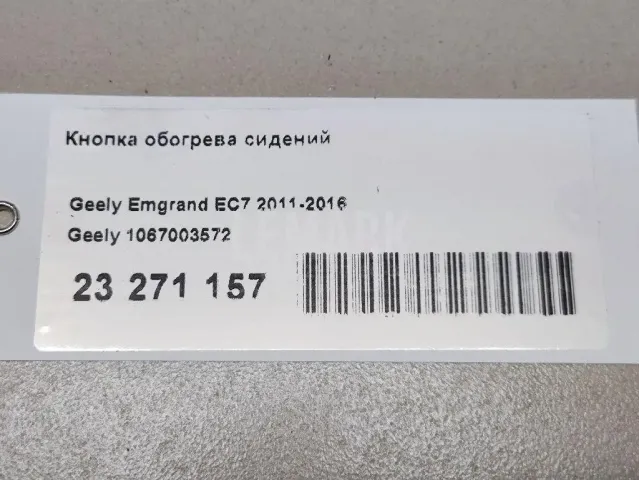 Кнопка обогрева сидений
Geely Emgrand EC7 2011-2016
Geely 1067003572
23 271 157